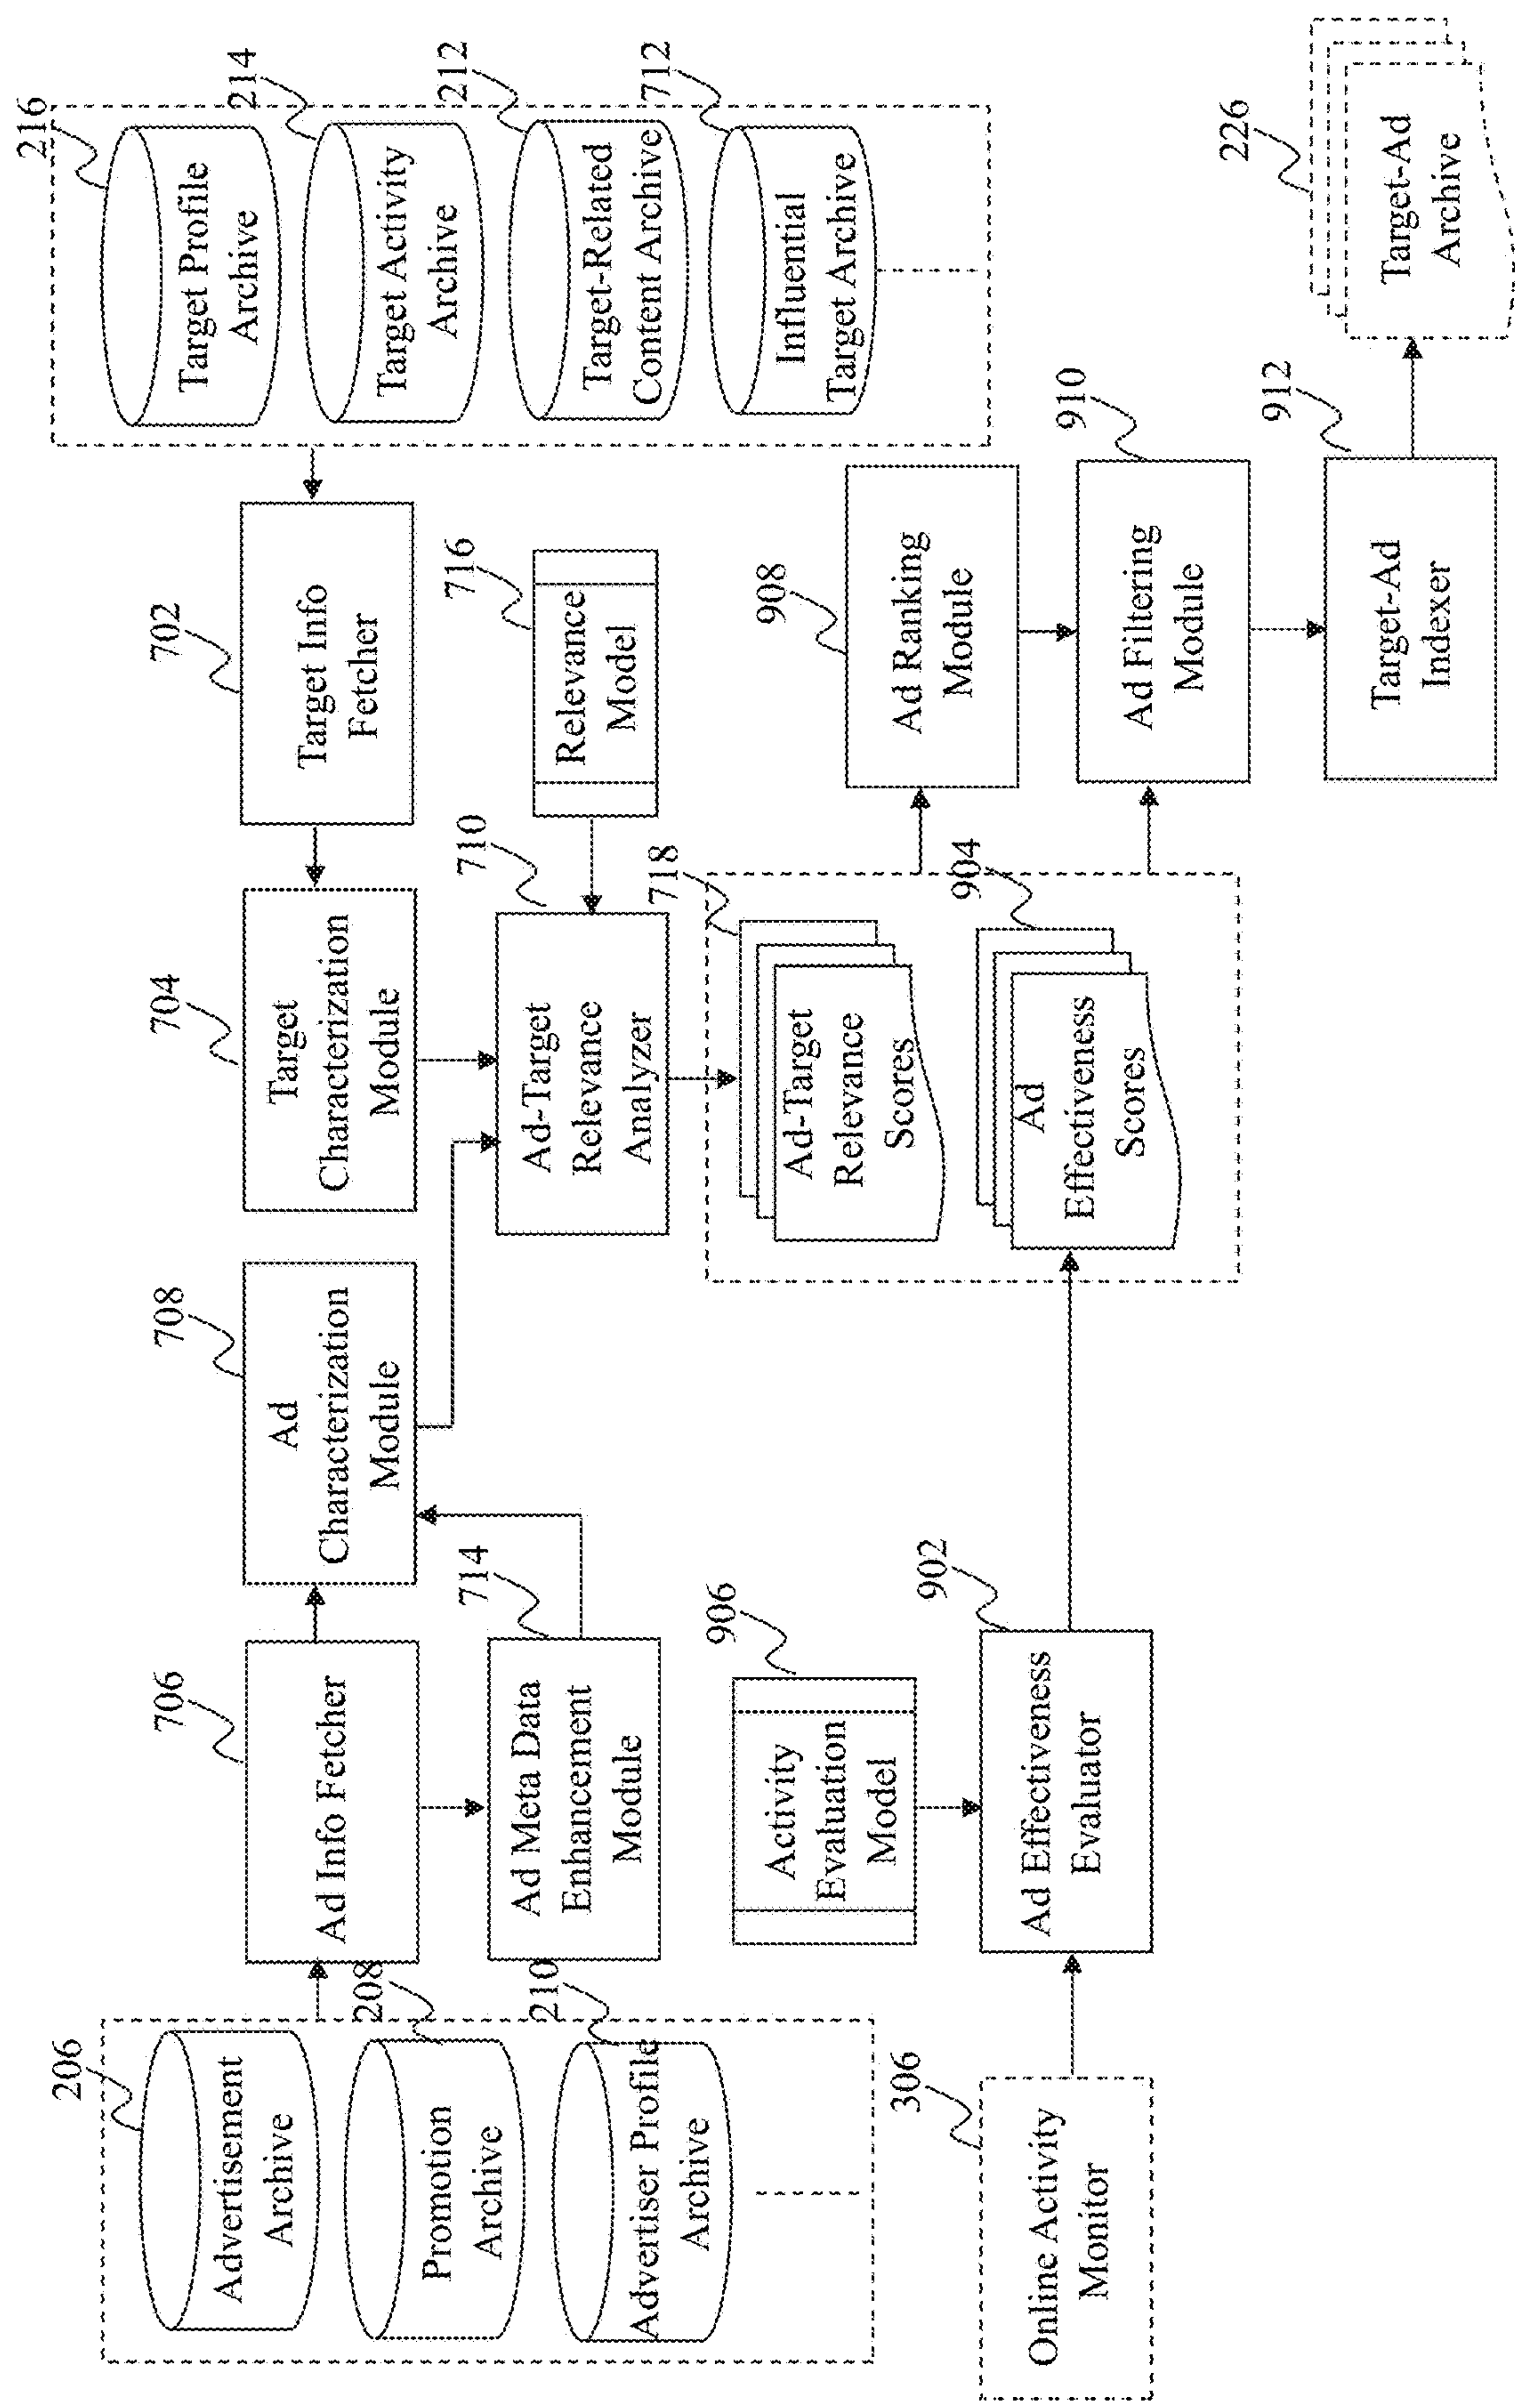 206
Advertisement
Archive
208
Promotion
Archive
210
Advertiser Profile
Archive
706
Ad Info Fetcher
714
Ad Meta Data
Enhancement
Module
708
Ad
Characterization
Module
704
Target
Characterization
Module
702
Target Info
Fetcher
216
Target Profile
Archive
214
Target Activity
Archive
212
Target-Related
Content Archive
712
Influential
Target Archive
710
Ad-Target
Relevance
Analyzer
716
Relevance
Model
718
Ad-Target
Relevance
Scores
904
Ad
Effectiveness
Scores
906
Activity
Evaluation
Model
306
Online Activity
Monitor
902
Ad Effectiveness
Evaluator
908
Ad Ranking
Module
910
Ad Filtering
Module
912
Target-Ad
Indexer
226
Target-Ad
Archive